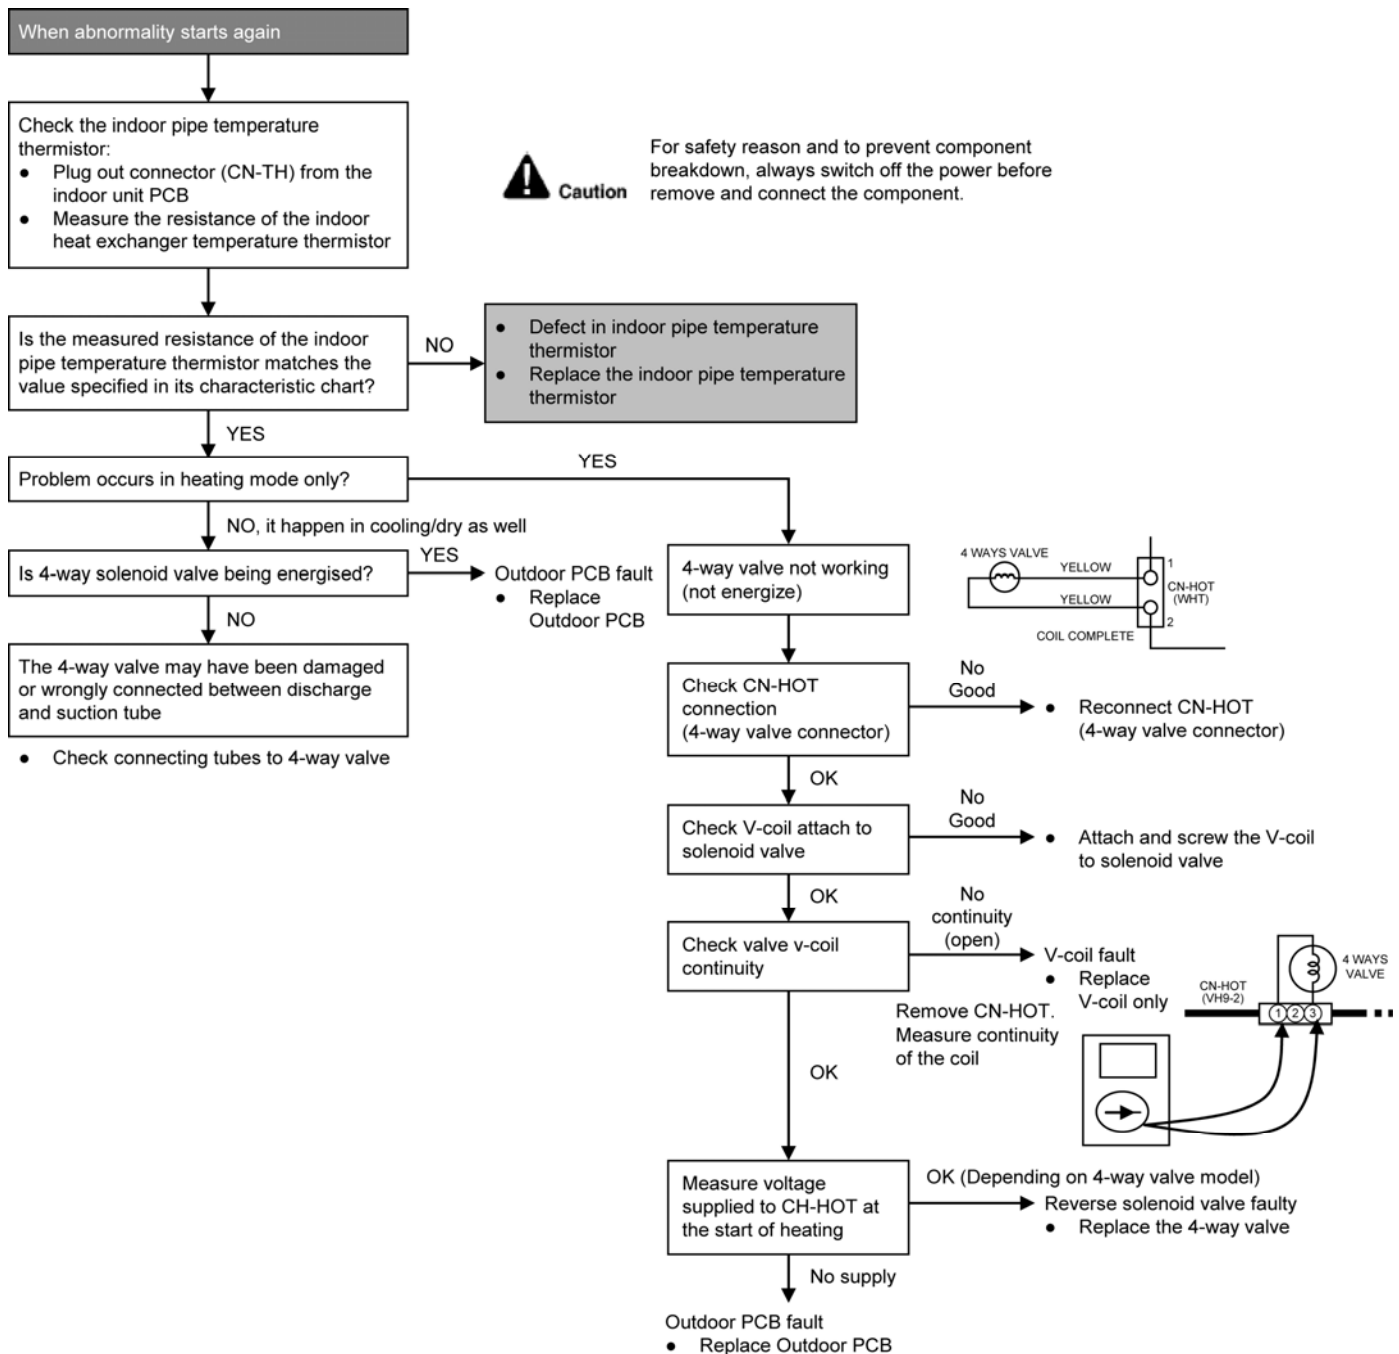 When abnormality starts again
Check the indoor pipe temperature
thermistor:
● Plug out connector (CN-TH) from the
indoor unit PCB
● Measure the resistance of the indoor
heat exchanger temperature thermistor
Caution
For safety reason and to prevent component
breakdown, always switch off the power before
remove and connect the component.
Is the measured resistance of the indoor
pipe temperature thermistor matches the
value specified in its characteristic chart?
NO
● Defect in indoor pipe temperature
thermistor
● Replace the indoor pipe temperature
thermistor
YES
Problem occurs in heating mode only?
YES
NO, it happen in cooling/dry as well
Is 4-way solenoid valve being energised?
YES
Outdoor PCB fault
● Replace
Outdoor PCB
NO
The 4-way valve may have been damaged
or wrongly connected between discharge
and suction tube
● Check connecting tubes to 4-way valve
4-way valve not working
(not energize)
4 WAYS VALVE
YELLOW
YELLOW
1
CN-HOT
(WHT)
2
COIL COMPLETE
Check CN-HOT
connection
(4-way valve connector)
No
Good
● Reconnect CN-HOT
(4-way valve connector)
OK
Check V-coil attach to
solenoid valve
No
Good
● Attach and screw the V-coil
to solenoid valve
OK
Check valve v-coil
continuity
No
continuity
(open)
V-coil fault
● Replace
V-coil only
Remove CN-HOT.
Measure continuity
of the coil
4 WAYS
VALVE
CN-HOT
(VH9-2)
1 2 3
OK
Measure voltage
supplied to CH-HOT at
the start of heating
OK (Depending on 4-way valve model)
Reverse solenoid valve faulty
● Replace the 4-way valve
No supply
Outdoor PCB fault
● Replace Outdoor PCB